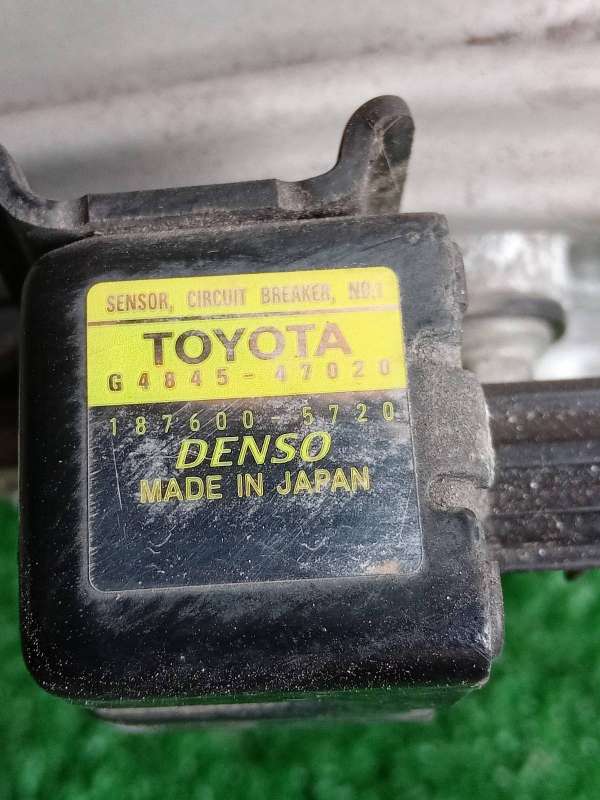 SENSOR, CIRCUIT BREAKER, NO.1
TOYOTA
G4845-47020
187600-5720
DENSO
MADE IN JAPAN